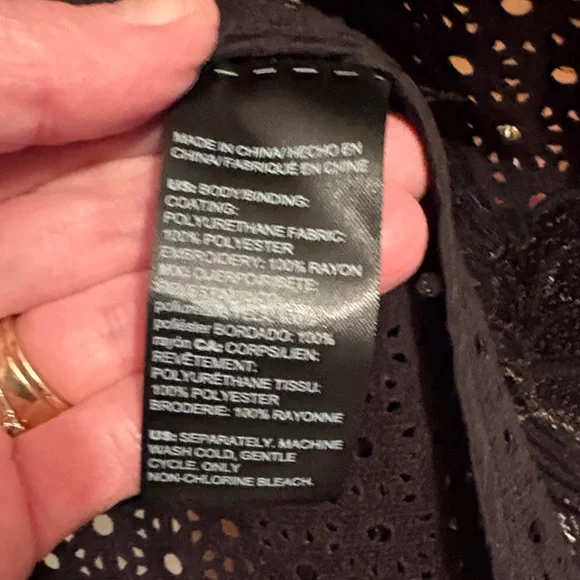 MADE IN CHINA/HECHO EN
CHINA/FABRIQUÉ EN CHINE
US: BODY/BINDING:
COATING:
POLYURETHANE FABRIC:
100% POLYESTER
EMBROIDERY: 100% RAYON
MX:
poliéster BORDADO: 100%
rayón CA: CORPS/LIEN:
REVÊTEMENT:
POLYURÉTHANE TISSU:
100% POLYESTER
BRODERIE: 100% RAYONNE
US: SEPARATELY. MACHINE
WASH COLD, GENTLE
CYCLE. ONLY
NON-CHLORINE BLEACH.